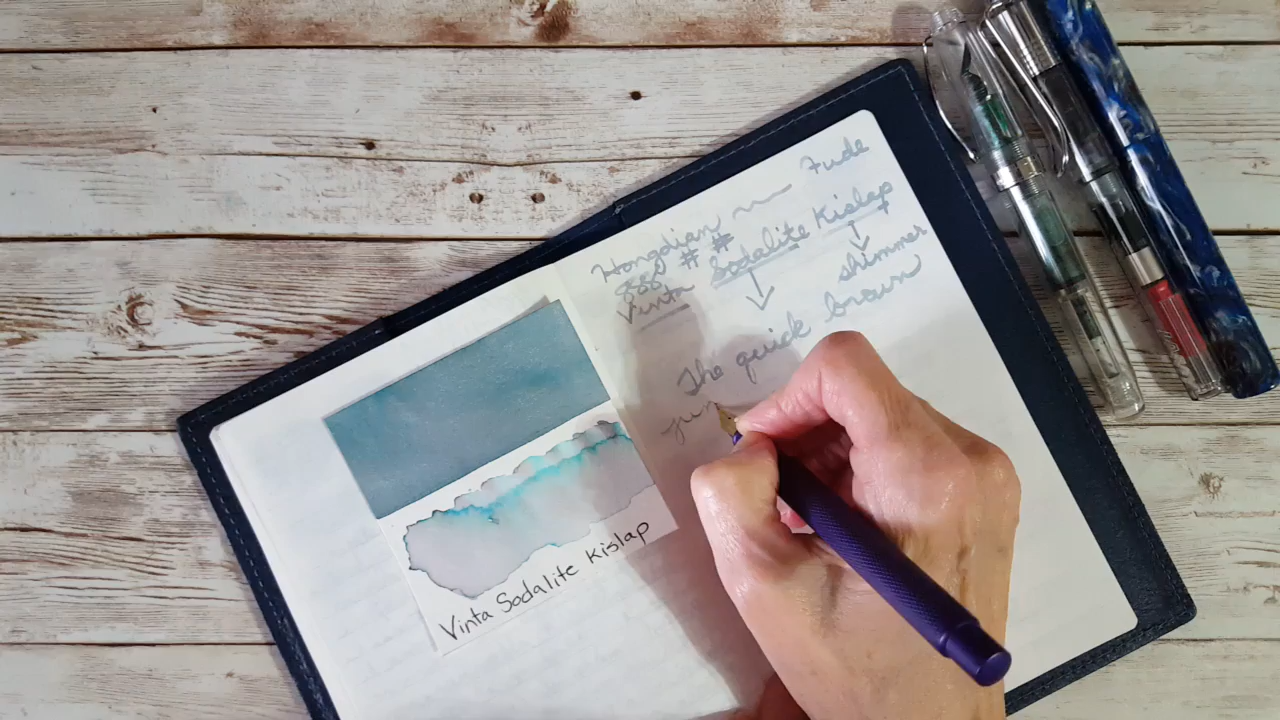 Hongdian ~ Fude
888 # #
Vinta Sodalite Kislap
shimmer
The quick brown
Vinta Sodalite Kislap